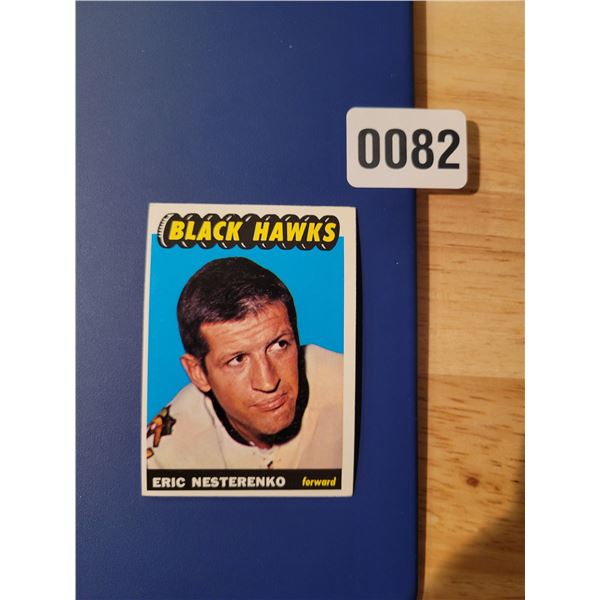 0082
BLACK HAWKS
ERIC NESTERENKO forward